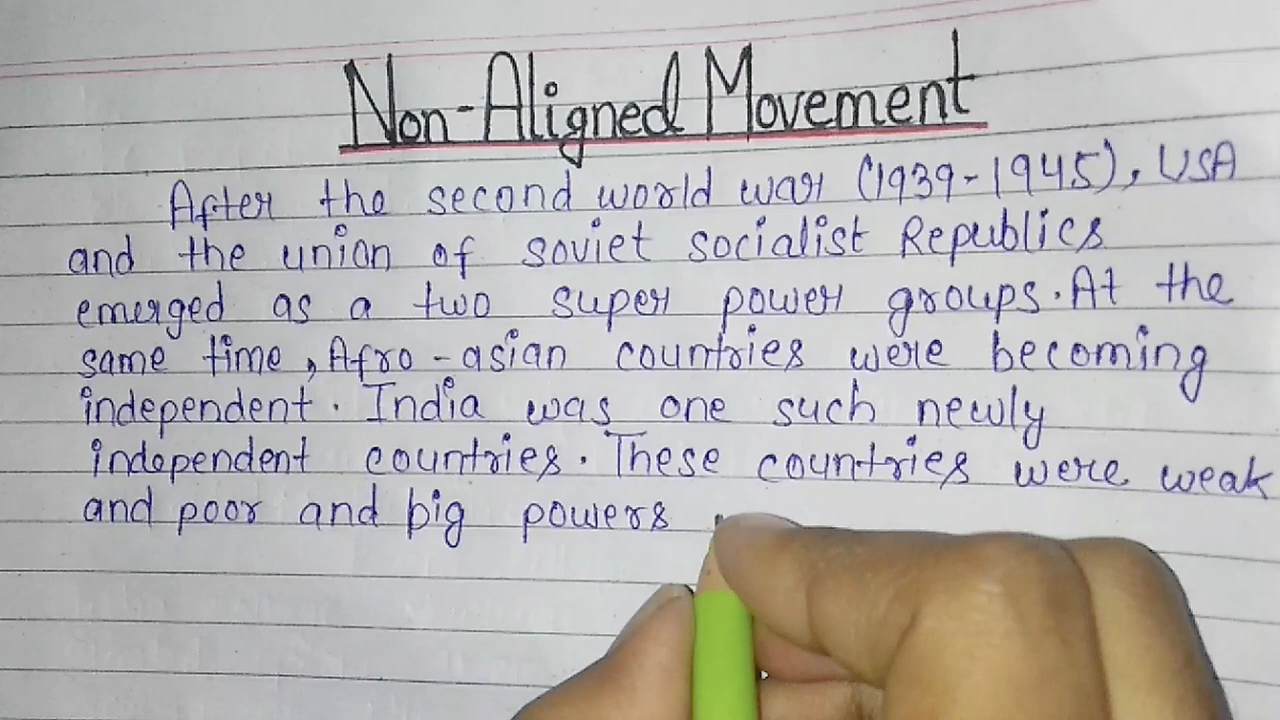 Non-Aligned Movement
After the second world war (1939-1945), USA
and the union of soviet socialist Republics
emerged as a two super power groups. At the
same time, Afro-asian countries were becoming
independent. India was one such newly
independent countries. These countries were weak
and poor and big powers